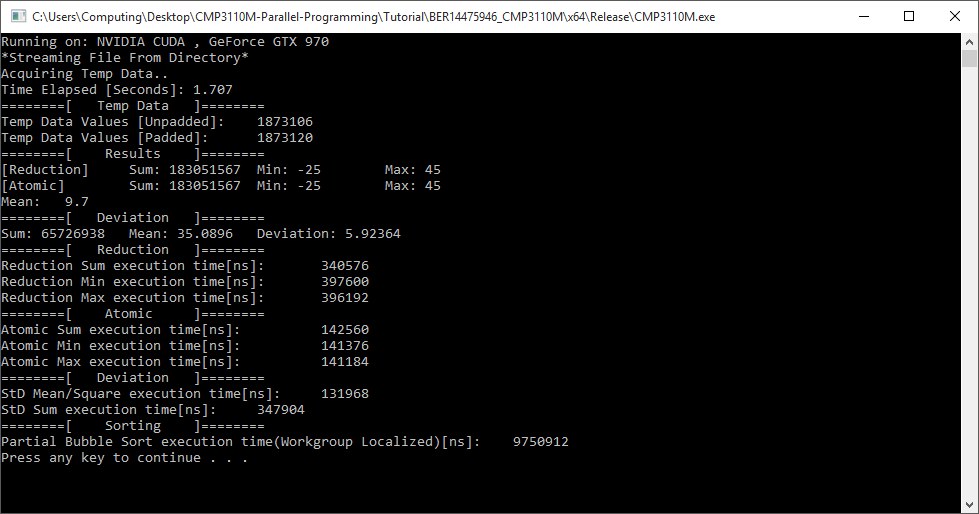 C:\Users\Computing\Desktop\CMP3110M-Parallel-Programming\Tutorial\BER14475946_CMP3110M\x64\Release\CMP3110M.exe
Running on: NVIDIA CUDA , GeForce GTX 970
*Streaming File From Directory*
Acquiring Temp Data..
Time Elapsed [Seconds]: 1.707
========[   Temp Data   ]========
Temp Data Values [Unpadded]:    1873106
Temp Data Values [Padded]:      1873120
========[    Results    ]========
[Reduction]     Sum: 183051567  Min: -25        Max: 45
[Atomic]        Sum: 183051567  Min: -25        Max: 45
Mean:   9.7
========[   Deviation   ]========
Sum: 65726938   Mean: 35.0896   Deviation: 5.92364
========[   Reduction   ]========
Reduction Sum execution time[ns]:       340576
Reduction Min execution time[ns]:       397600
Reduction Max execution time[ns]:       396192
========[    Atomic     ]========
Atomic Sum execution time[ns]:          142560
Atomic Min execution time[ns]:          141376
Atomic Max execution time[ns]:          141184
========[   Deviation   ]========
StD Mean/Square execution time[ns]:     131968
StD Sum execution time[ns]:     347904
========[    Sorting    ]========
Partial Bubble Sort execution time(Workgroup Localized)[ns]:    9750912
Press any key to continue . . .